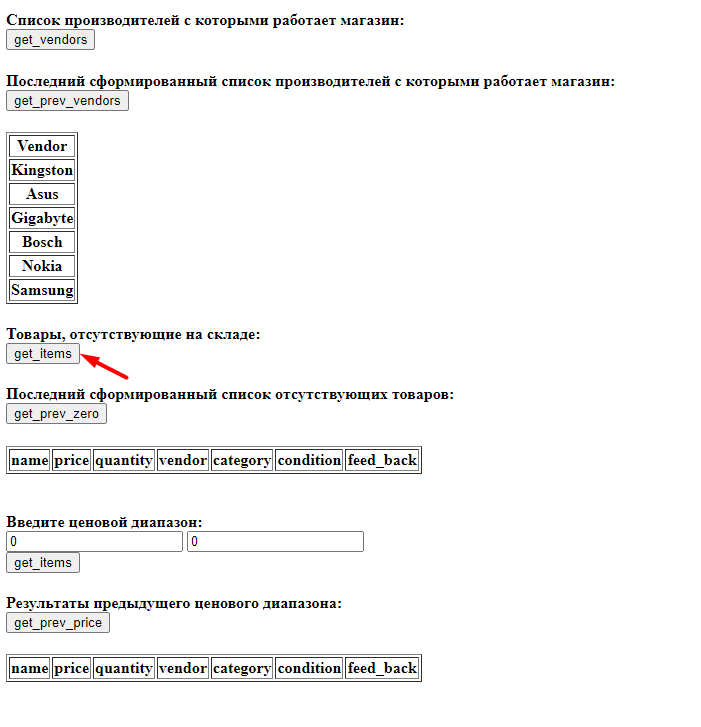 Список производителей с которыми работает магазин:
get_vendors
Последний сформированный список производителей с которыми работает магазин:
get_prev_vendors
Vendor
Kingston
Asus
Gigabyte
Bosch
Nokia
Samsung
Товары, отсутствующие на складе:
get_items
Последний сформированный список отсутствующих товаров:
get_prev_zero
name price quantity vendor category condition feed_back
Введите ценовой диапазон:
0 0
get_items
Результаты предыдущего ценового диапазона:
get_prev_price
name price quantity vendor category condition feed_back